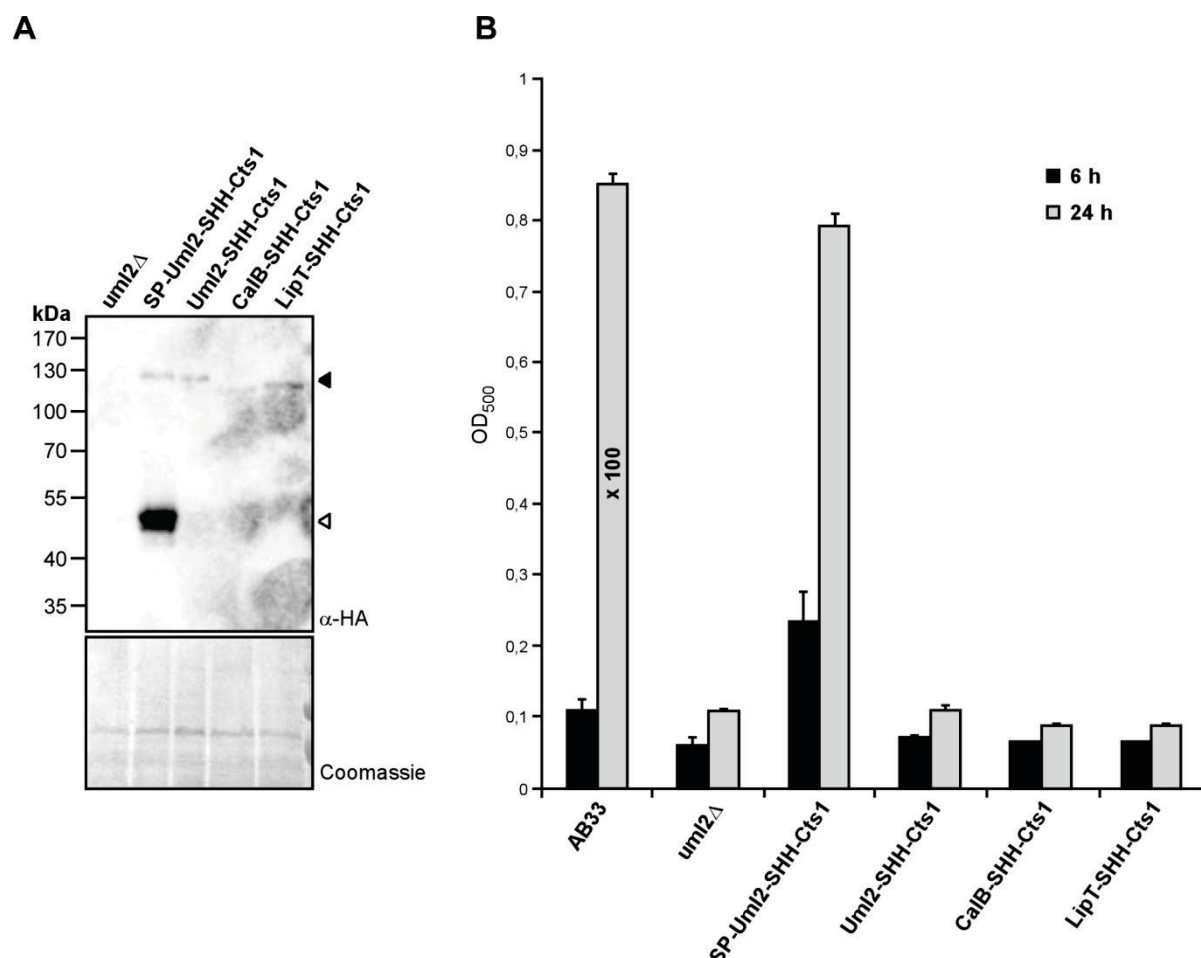 A
B
uml2Δ
SP-Uml2-SHH-Cts1
Uml2-SHH-Cts1
CalB-SHH-Cts1
LipT-SHH-Cts1
kDa
170
130
100
70
55
40
35
α-HA
Coomassie
OD500
1
0,9
0,8
0,7
0,6
0,5
0,4
0,3
0,2
0,1
0
x 100
6 h
24 h
AB33
uml2Δ
SP-Uml2-SHH-Cts1
Uml2-SHH-Cts1
CalB-SHH-Cts1
LipT-SHH-Cts1